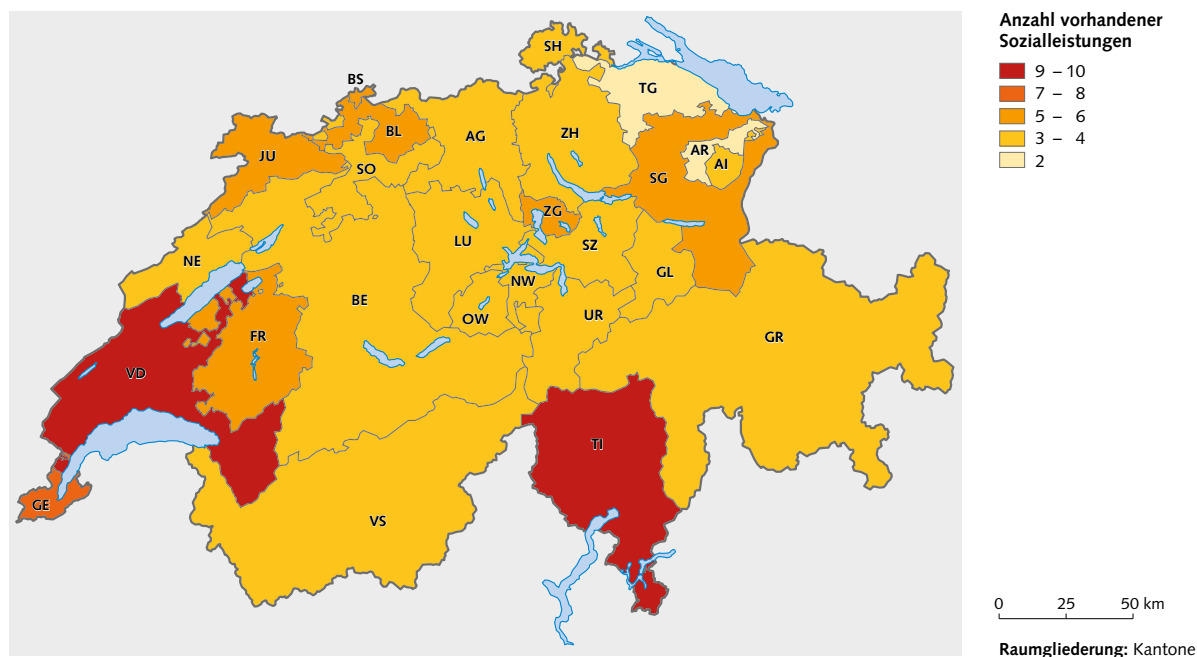 Anzahl vorhandener
Sozialleistungen
9 – 10
7 – 8
5 – 6
3 – 4
2
SH
BS
TG
BL
AG
ZH
JU
SO
AR
AI
SG
ZG
LU
SZ
NE
GL
NW
BE
OW
UR
FR
GR
VD
TI
GE
VS
0 25 50 km
Raumgliederung: Kantone